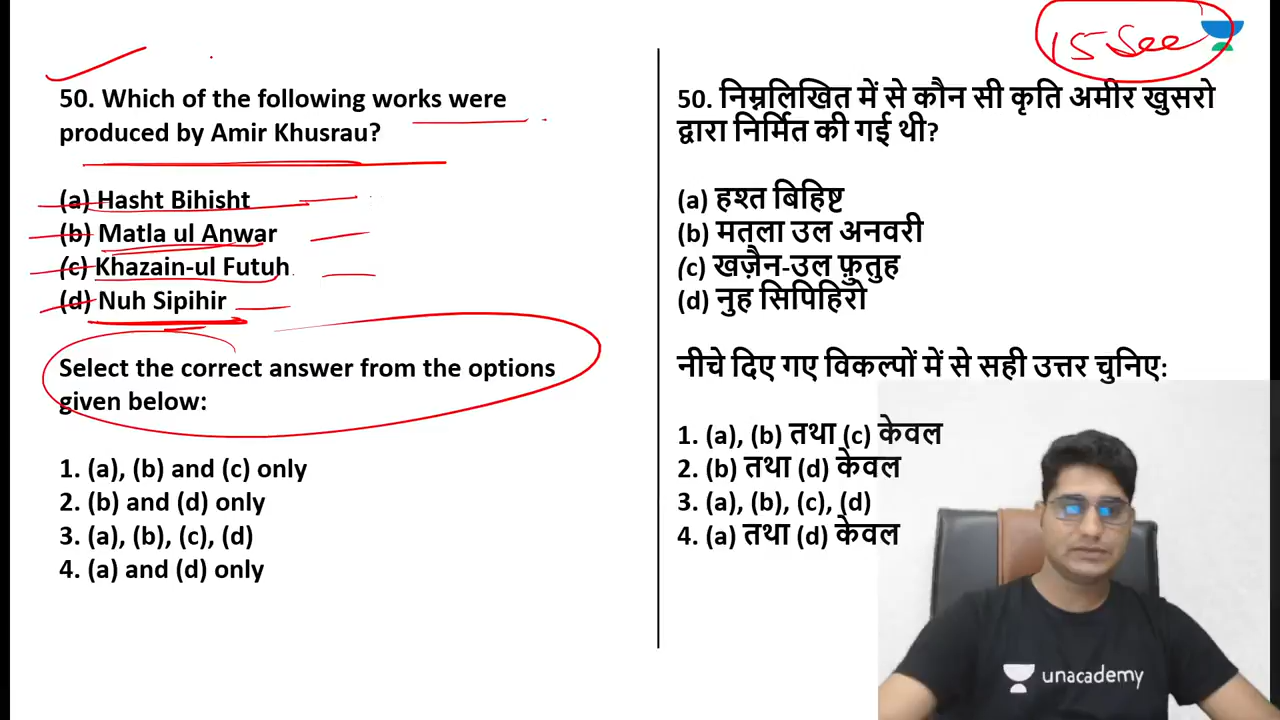 15 See
50. Which of the following works were
produced by Amir Khusrau?
(a) Hasht Bihisht
(b) Matla ul Anwar
(c) Khazain-ul Futuh
(d) Nuh Sipihir
Select the correct answer from the options
given below:
1. (a), (b) and (c) only
2. (b) and (d) only
3. (a), (b), (c), (d)
4. (a) and (d) only
50. निम्नलिखित में से कौन सी कृति अमीर खुसरो
द्वारा निर्मित की गई थी?
(a) हश्त बिहिष्ट
(b) मतला उल अनवरी
(c) खज़ैन-उल फ़ुतुह
(d) नुह सिपिहिरो
नीचे दिए गए विकल्पों में से सही उत्तर चुनिए:
1. (a), (b) तथा (c) केवल
2. (b) तथा (d) केवल
3. (a), (b), (c), (d)
4. (a) तथा (d) केवल
unacademy